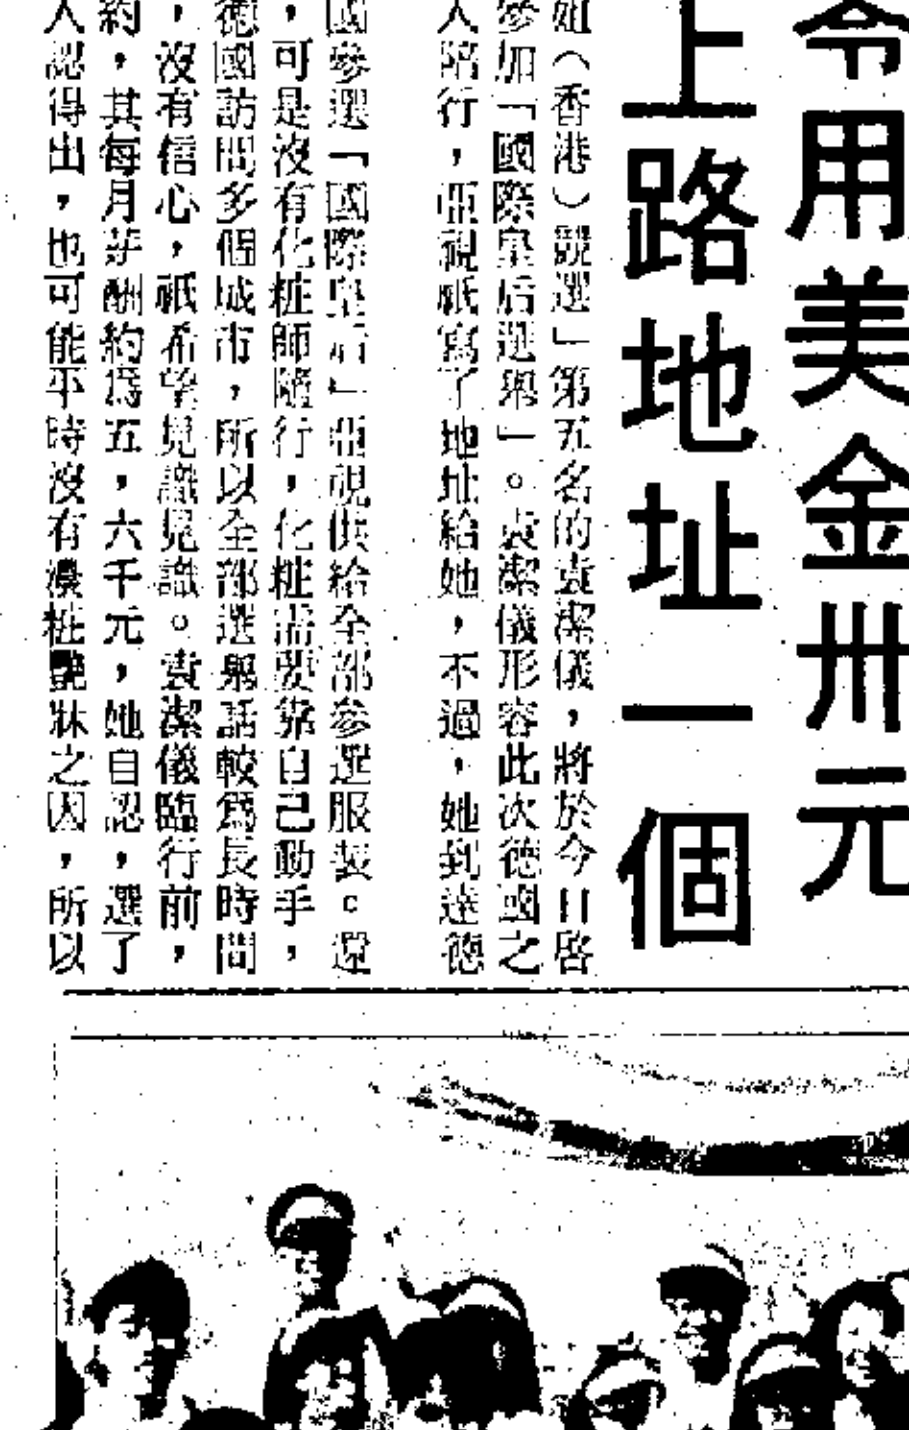 令用美金卅元
上路地址一個
姐（香港）競選」第五名的袁潔儀，將於今日啓
參加「國際皇后選舉」。袁潔儀形容此次德國之
人陪行，亞視祇寫了地址給她，不過，她到達德
國參選「國際皇后」亞視供給全部參選服裝。還
，可是沒有化粧師隨行，化粧需要靠自己動手，
德國訪問多個城市，所以全部選舉話較爲長時間
，沒有信心，祇希望見識見識。袁潔儀臨行前，
約，其每月薪酬約爲五，六千元，她自認，選了
人認得出，也可能平時沒有濃粧艷牀之因，所以